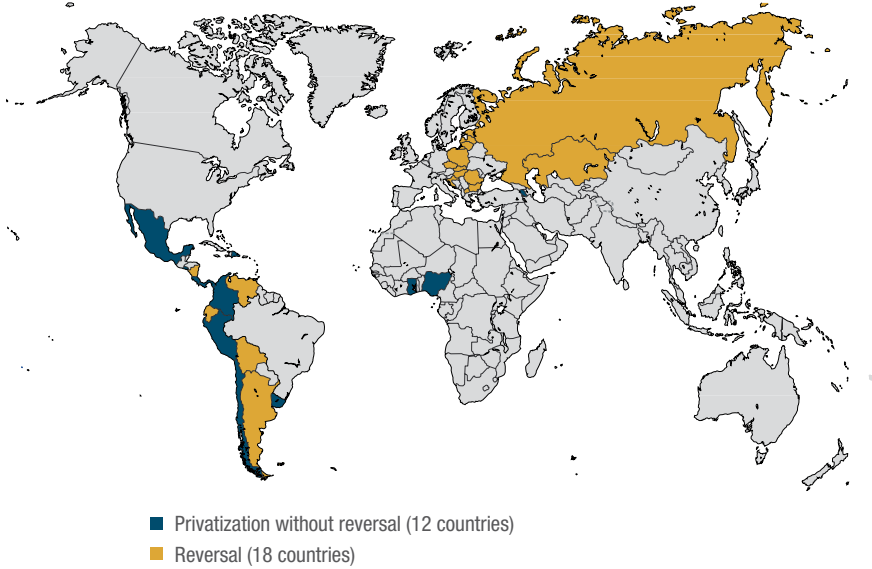 Privatization without reversal (12 countries)
Reversal (18 countries)